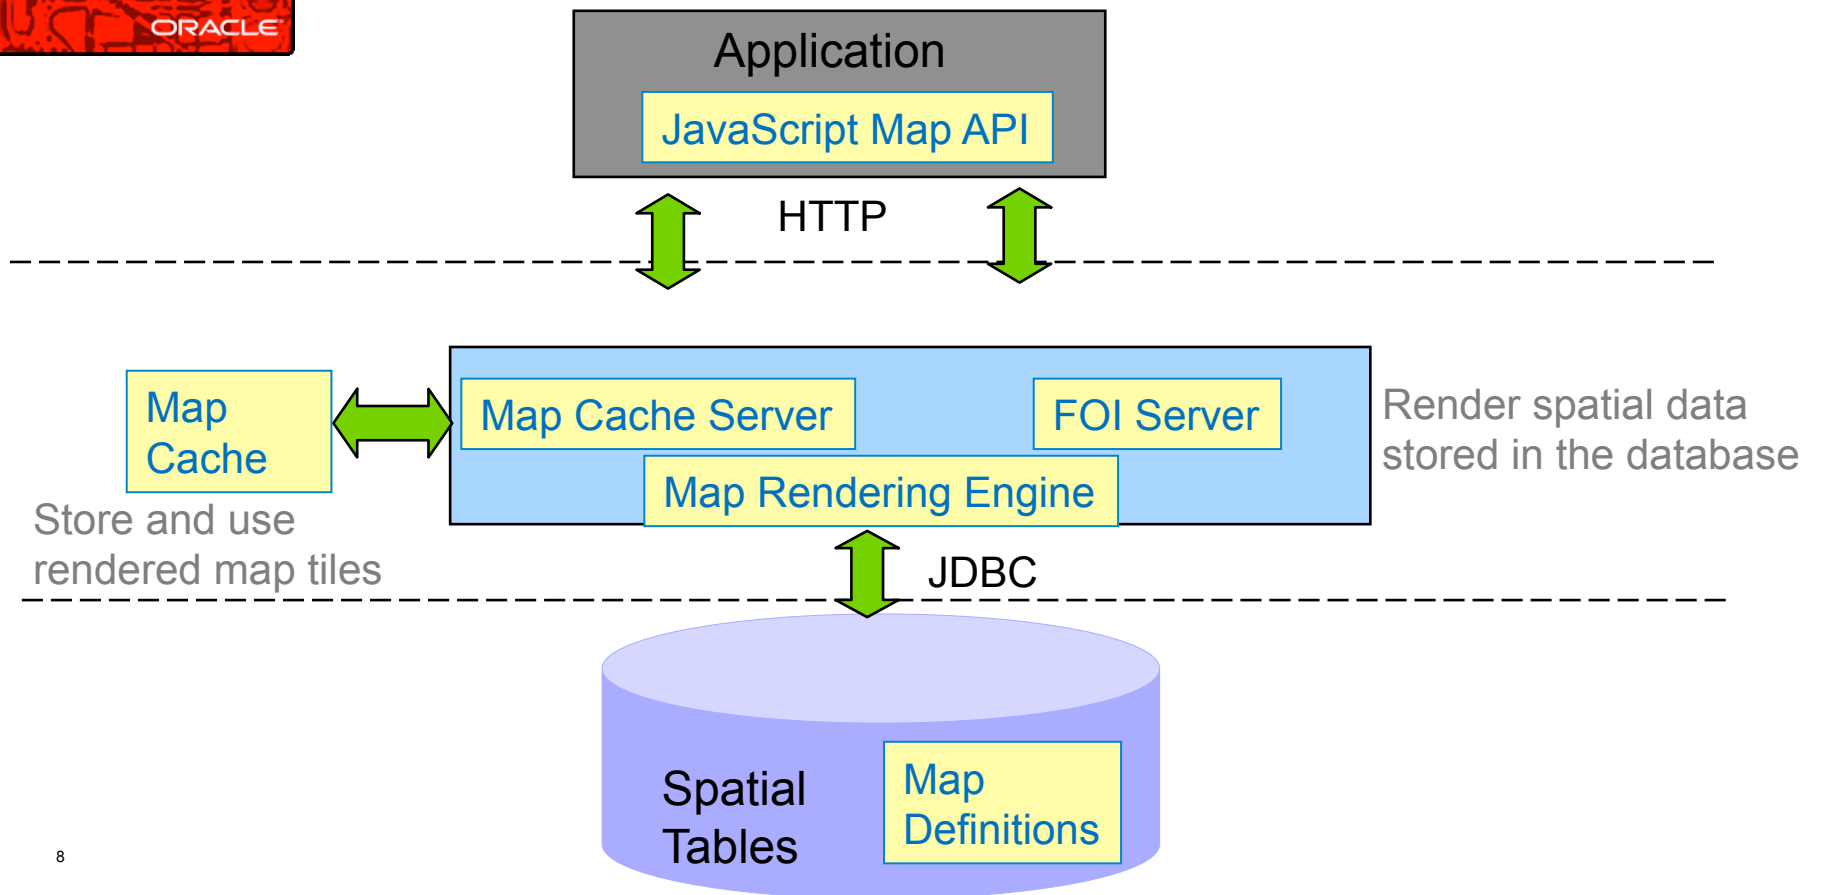 ORACLE
Application
JavaScript Map API
HTTP
Map
Cache
Map Cache Server
FOI Server
Map Rendering Engine
Render spatial data
stored in the database
Store and use
rendered map tiles
JDBC
Spatial
Tables
Map
Definitions
8